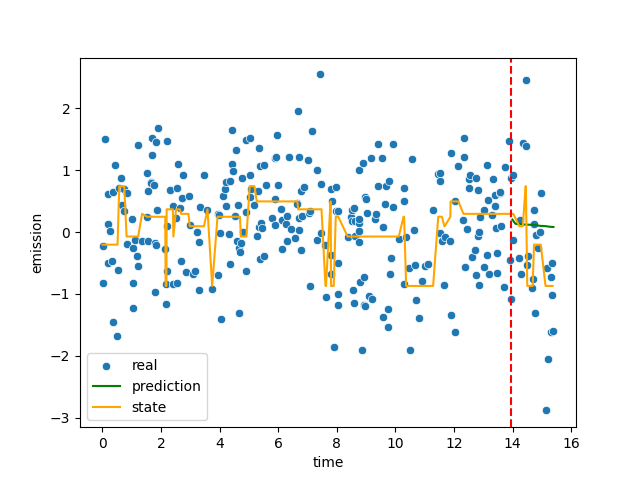 emission
2
1
0
−1
−2
−3
real
prediction
state
0 2 4 6 8 10 12 14 16
time